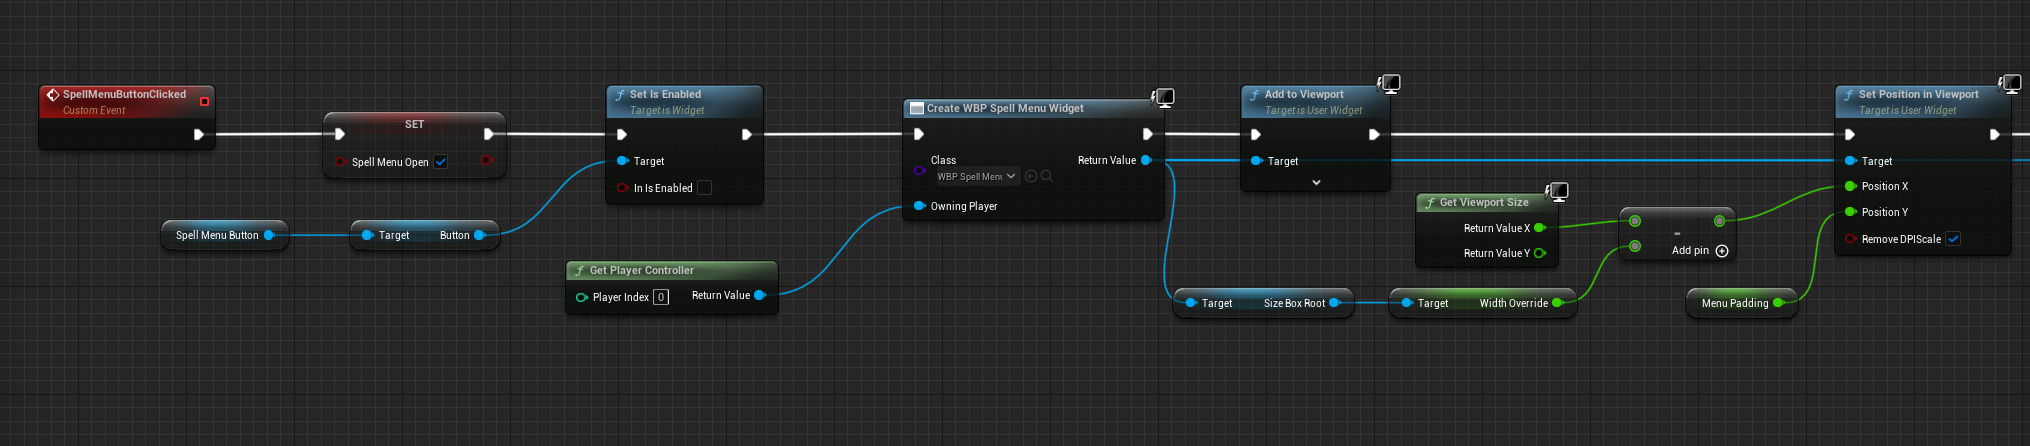 SpellMenuButtonClicked
Custom Event
SET
Spell Menu Open
Spell Menu Button
Target Button
Set Is Enabled
Target is Widget
Target
In Is Enabled
Get Player Controller
Player Index 0 Return Value
Create WBP Spell Menu Widget
Class Return Value
WBP Spell Menu
Owning Player
Add to Viewport
Target is User Widget
Target
Target Size Box Root
Get Viewport Size
Return Value X
Return Value Y
Target Width Override
-
Add pin
Menu Padding
Set Position in Viewport
Target is User Widget
Target
Position X
Position Y
Remove DPIScale